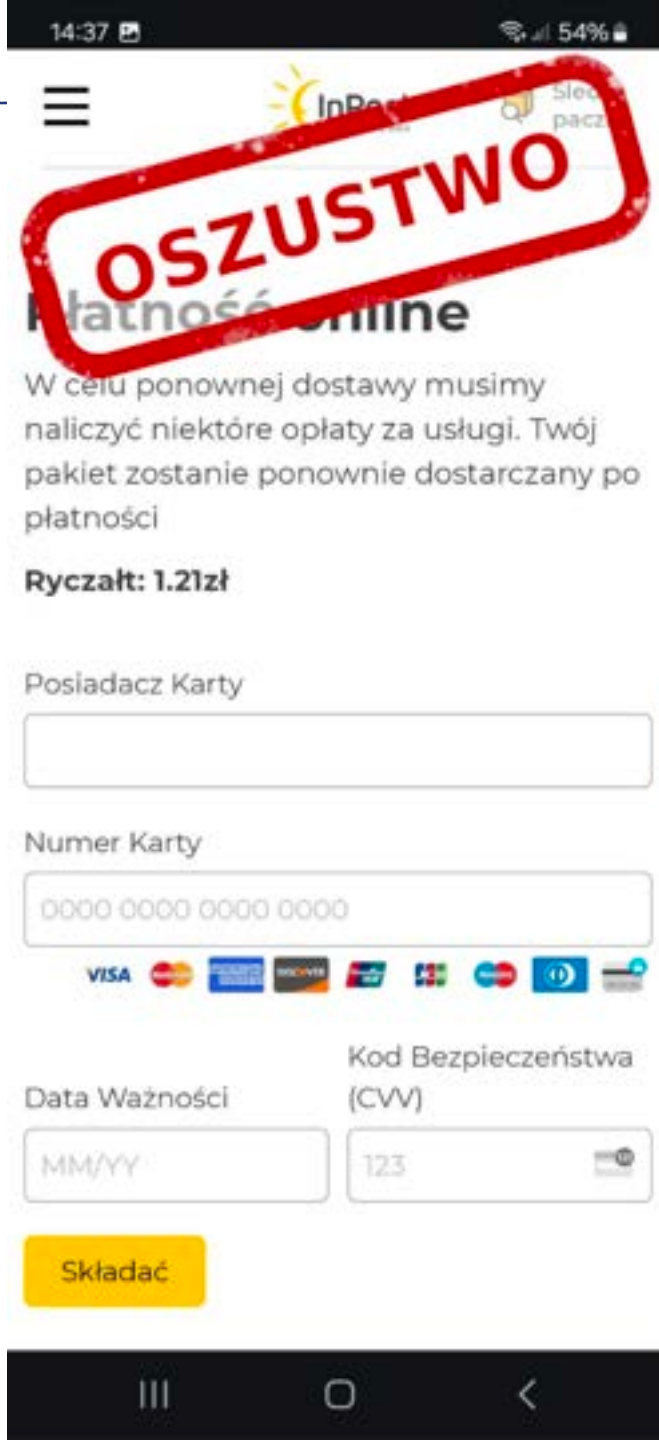 14:37
54%
InPost
OSZUSTWO
Płatność online
W celu ponownej dostawy musimy
naliczyć niektóre opłaty za usługi. Twój
pakiet zostanie ponownie dostarczany po
płatności
Ryczałt: 1.21zł
Posiadacz Karty
Numer Karty
0000 0000 0000 0000
VISA
DISCOVER
Kod Bezpieczeństwa
Data Ważności
(CVV)
MM/YY
123
Składać